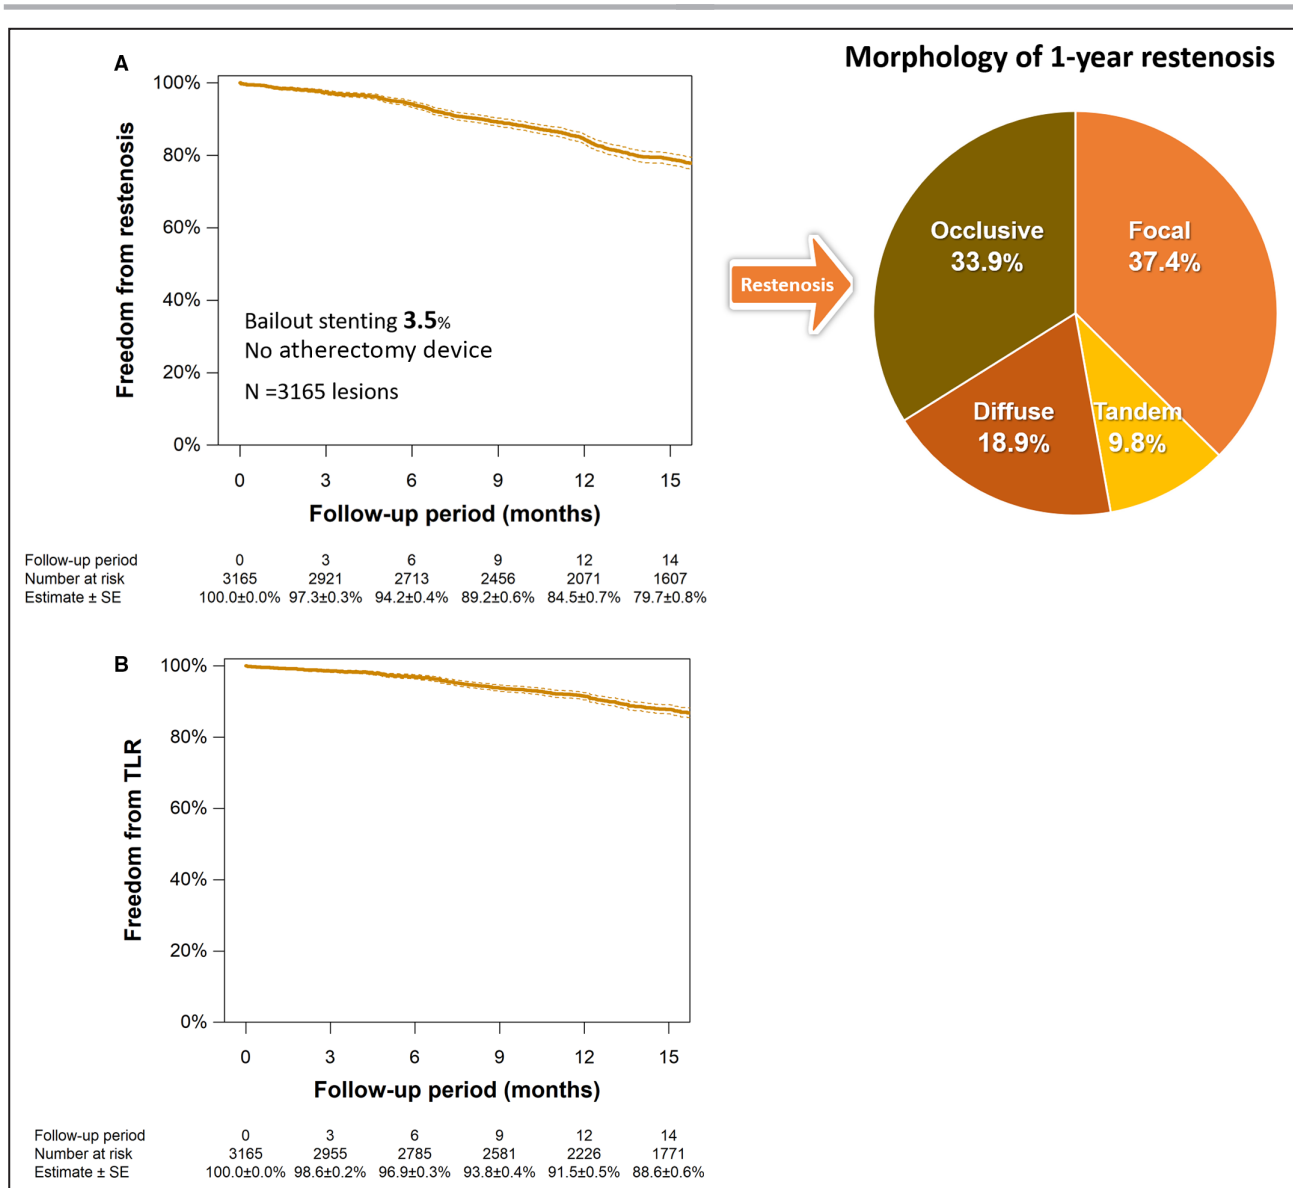 A
100%
80%
60%
40%
20%
0%
Freedom from restenosis
Bailout stenting 3.5%
No atherectomy device
N =3165 lesions
0 3 6 9 12 15
Follow-up period (months)
Follow-up period 0 3 6 9 12 14
Number at risk 3165 2921 2713 2456 2071 1607
Estimate ± SE 100.0±0.0% 97.3±0.3% 94.2±0.4% 89.2±0.6% 84.5±0.7% 79.7±0.8%
Restenosis
Morphology of 1-year restenosis
Occlusive
33.9%
Focal
37.4%
Diffuse
18.9%
Tandem
9.8%
B
100%
80%
60%
40%
20%
0%
Freedom from TLR
0 3 6 9 12 15
Follow-up period (months)
Follow-up period 0 3 6 9 12 14
Number at risk 3165 2955 2785 2581 2226 1771
Estimate ± SE 100.0±0.0% 98.6±0.2% 96.9±0.3% 93.8±0.4% 91.5±0.5% 88.6±0.6%